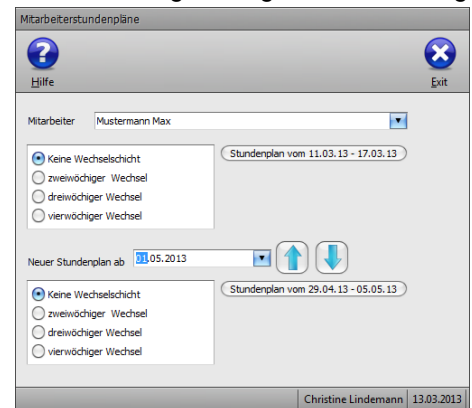 Mitarbeiterstundenpläne
Hilfe
Exit
Mitarbeiter Mustermann Max
Keine Wechselschicht
Stundenplan vom 11.03.13 - 17.03.13
zweiwöchiger Wechsel
dreiwöchiger Wechsel
vierwöchiger Wechsel
Neuer Stundenplan ab 01.05.2013
Keine Wechselschicht
Stundenplan vom 29.04.13 - 05.05.13
zweiwöchiger Wechsel
dreiwöchiger Wechsel
vierwöchiger Wechsel
Christine Lindemann 13.03.2013